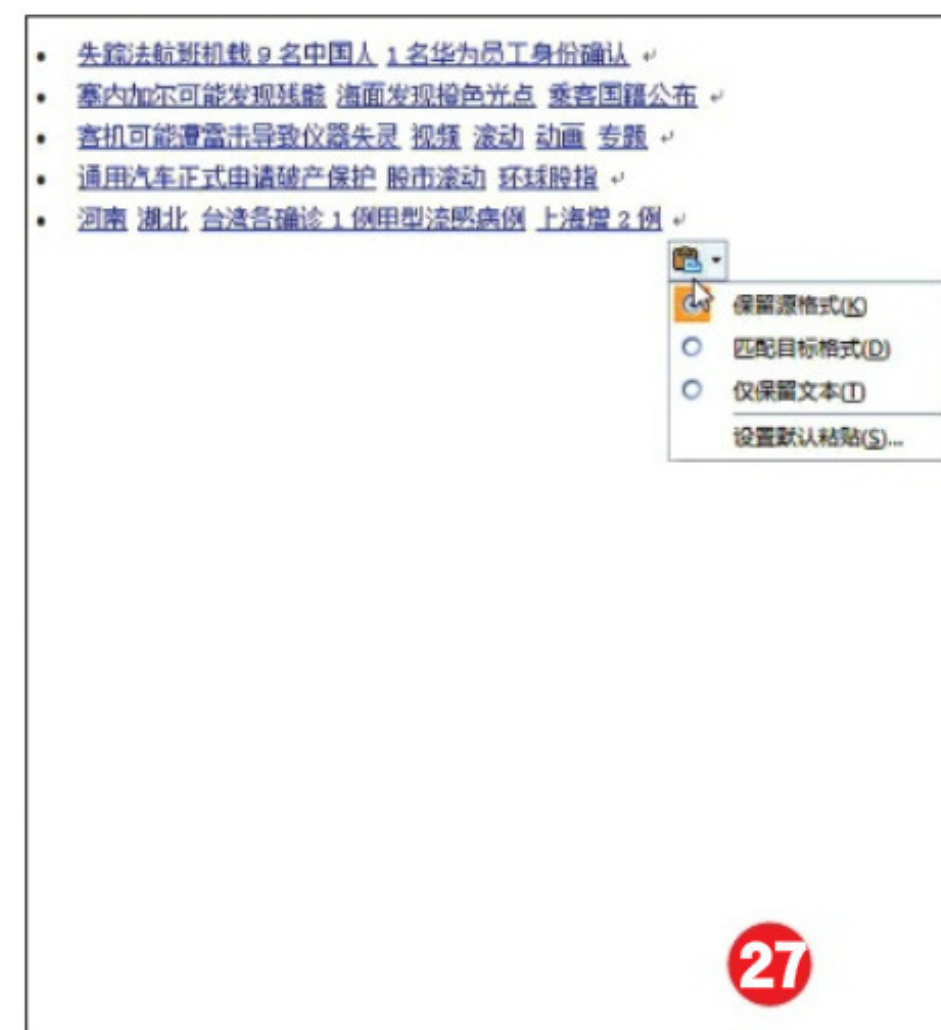 • 失踪法航班机载 9 名中国人 1 名华为员工身份确认 ↵
• 塞内加尔可能发现残骸 海面发现橙色光点 乘客国籍公布 ↵
• 客机可能遭雷击导致仪器失灵 视频 滚动 动画 专题 ↵
• 通用汽车正式申请破产保护 股市滚动 环球股指 ↵
• 河南 湖北 台湾各确诊 1 例甲型流感病例 上海增 2 例 ↵
保留源格式(K)
匹配目标格式(D)
仅保留文本(T)
设置默认粘贴(S)...
27